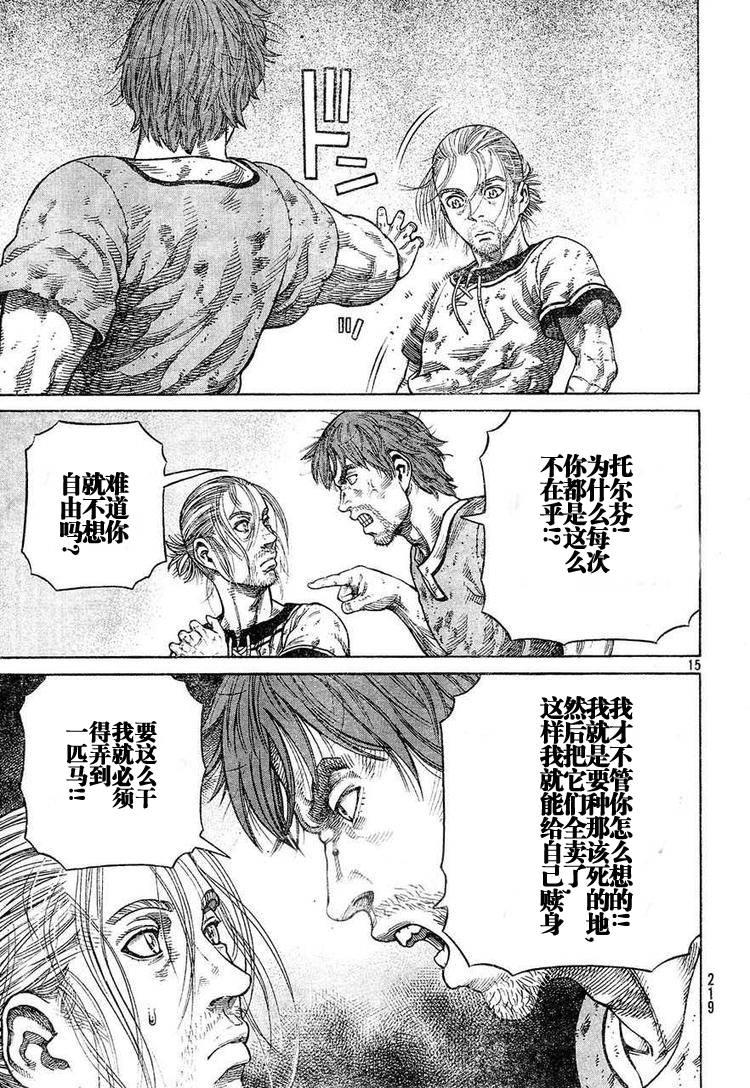 ドン
托尔芬!
为什么每次
你都是这么
不在乎!?
难道你
就不想
自由吗?
15
我才不管你怎么想的!!
我就是要种那该死的地,
然后把它们全卖了,
这样我就能给自己赎身
要这么干
我就必须
得弄到
一匹马!!
219